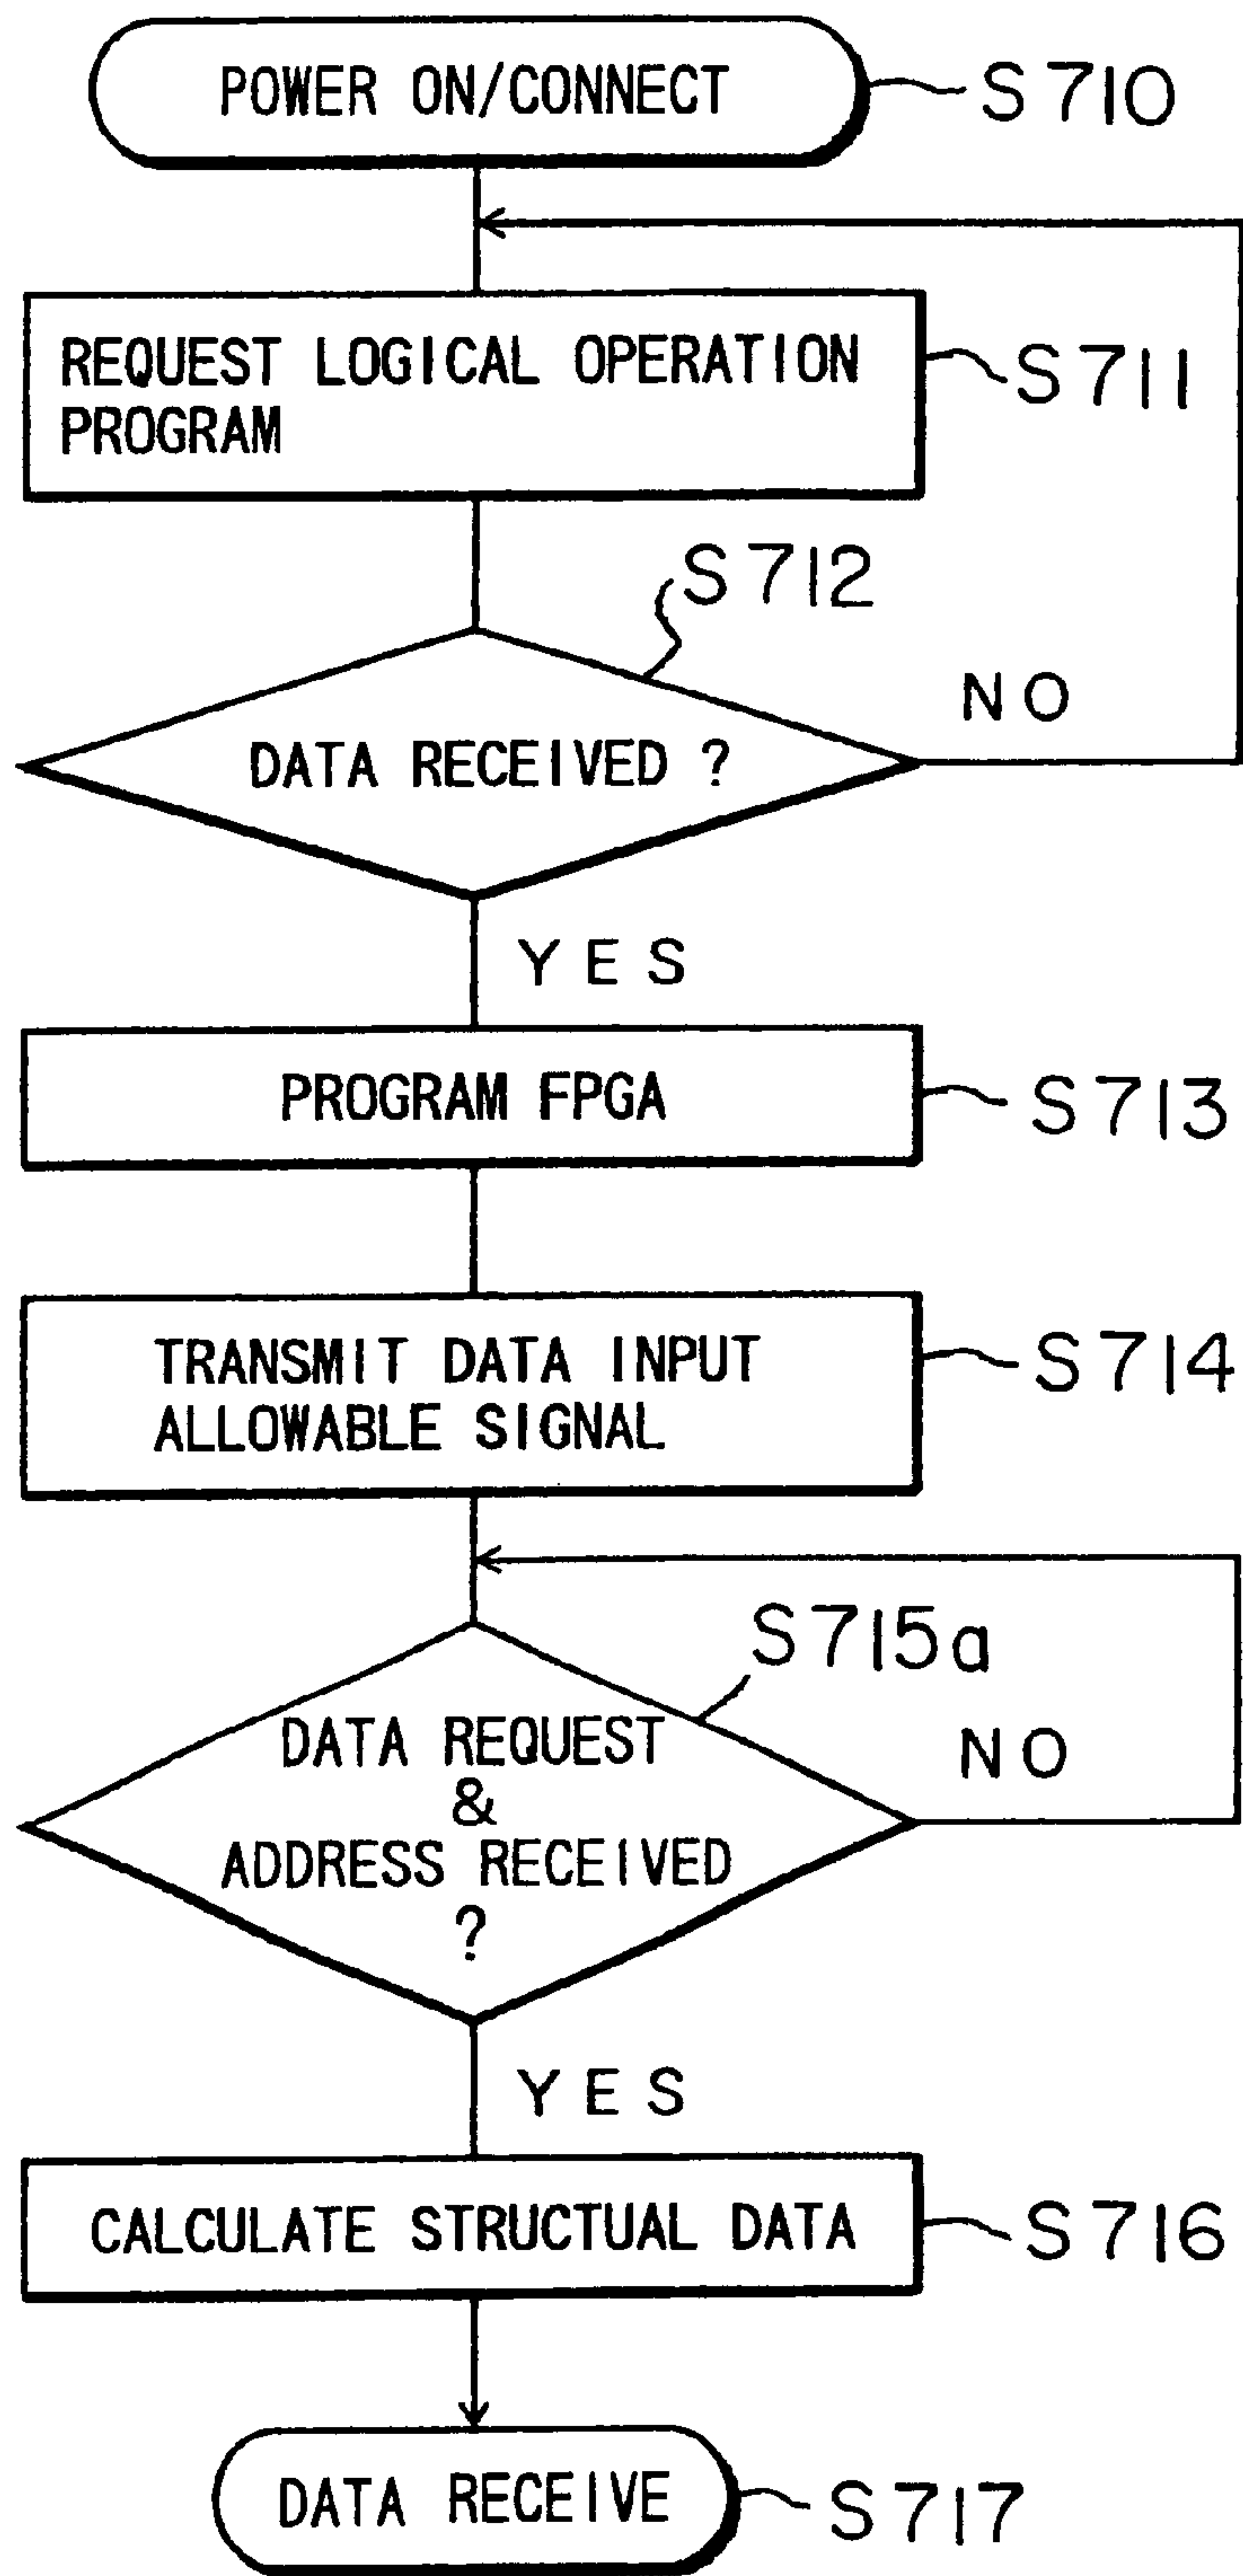 POWER ON/CONNECT
S710
REQUEST LOGICAL OPERATION
PROGRAM
S711
S712
DATA RECEIVED ?
NO
YES
PROGRAM FPGA
S713
TRANSMIT DATA INPUT
ALLOWABLE SIGNAL
S714
S715a
DATA REQUEST
&
ADDRESS RECEIVED
?
NO
YES
CALCULATE STRUCTUAL DATA
S716
DATA RECEIVE
S717